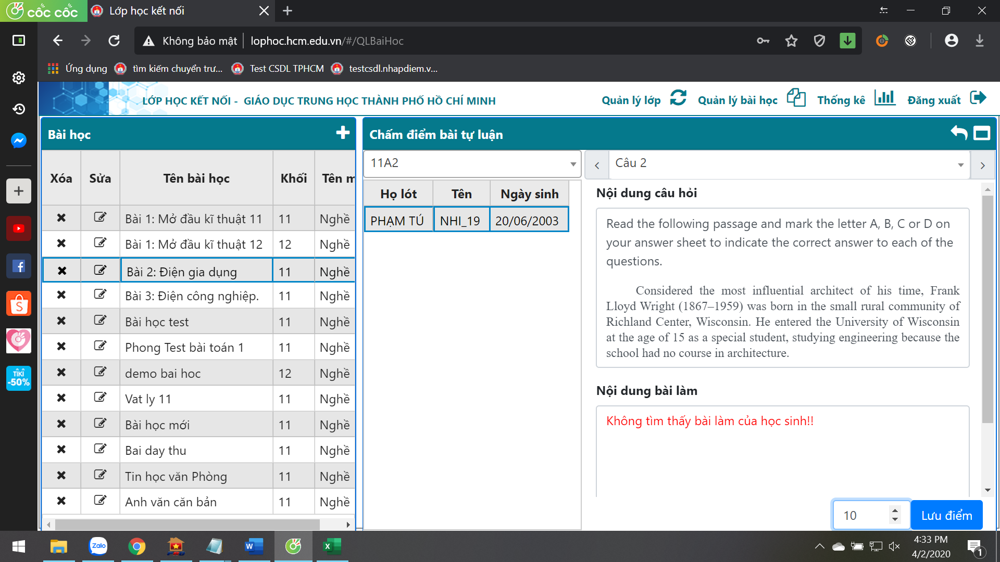 cốc cốc
Lớp học kết nối
Không bảo mật
lophoc.hcm.edu.vn/#/QLBaiHoc
Ứng dụng
tìm kiếm chuyển trư...
Test CSDL TPHCM
testcsdl.nhapdiem.v...
LỚP HỌC KẾT NỐI - GIÁO DỤC TRUNG HỌC THÀNH PHỐ HỒ CHÍ MINH
Quản lý lớp
Quản lý bài học
Thống kê
Đăng xuất
Bài học
Xóa Sửa Tên bài học Khối Tên m
Bài 1: Mở đầu kĩ thuật 11 11 Nghề
Bài 1: Mở đầu kĩ thuật 12 12 Nghề
Bài 2: Điện gia dụng 11 Nghề
Bài 3: Điện công nghiệp. 11 Nghề
Bài học test 11 Nghề
Phong Test bài toán 1 11 Nghề
demo bai hoc 12 Nghề
Vat ly 11 11 Nghề
Bài học mới 11 Nghề
Bai day thu 11 Nghề
Tin học văn Phòng 11 Nghề
Anh văn căn bản 11 Nghề
Chấm điểm bài tự luận
11A2
Câu 2
Họ lót Tên Ngày sinh
PHẠM TÚ NHI_19 20/06/2003
Nội dung câu hỏi
Read the following passage and mark the letter A, B, C or D on
your answer sheet to indicate the correct answer to each of the
questions.
Considered the most influential architect of his time, Frank
Lloyd Wright (1867–1959) was born in the small rural community of
Richland Center, Wisconsin. He entered the University of Wisconsin
at the age of 15 as a special student, studying engineering because the
school had no course in architecture.
Nội dung bài làm
Không tìm thấy bài làm của học sinh!!
10
Lưu điểm
TIKI
-50%
Zalo
4:33 PM
4/2/2020
1